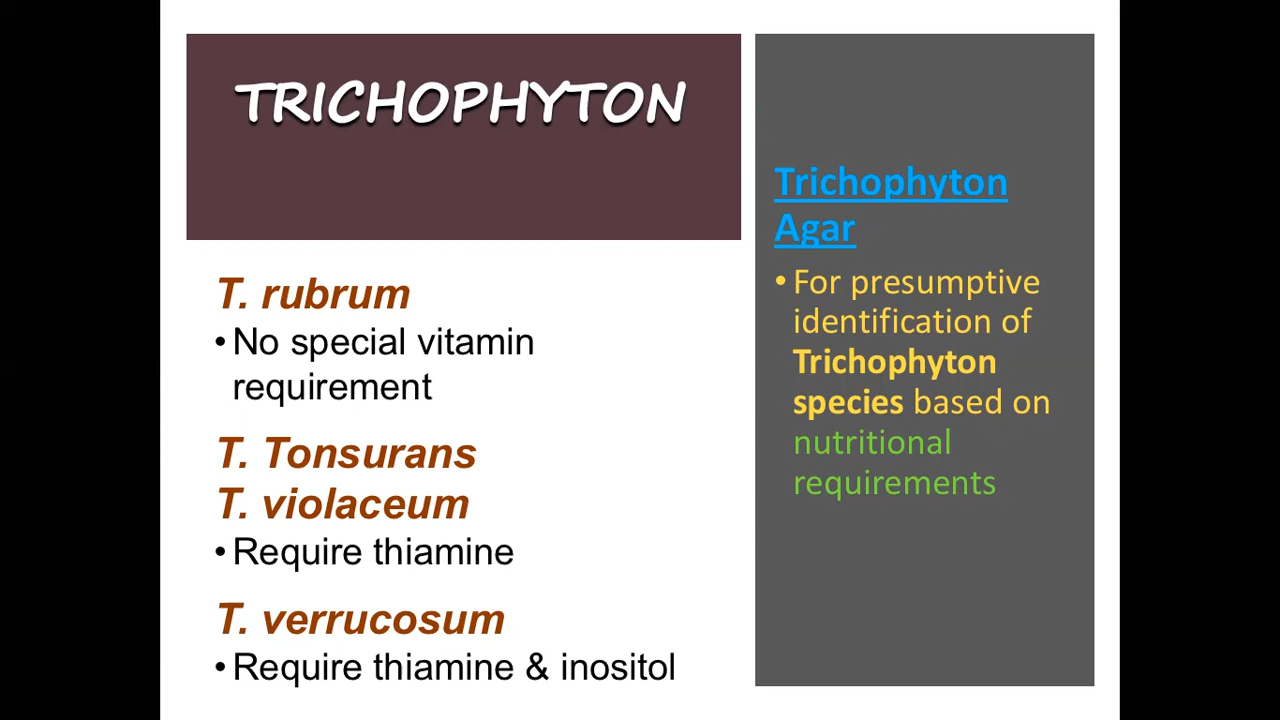 TRICHOPHYTON
T. rubrum
• No special vitamin
requirement
T. Tonsurans
T. violaceum
• Require thiamine
T. verrucosum
• Require thiamine & inositol
Trichophyton
Agar
• For presumptive
identification of
Trichophyton
species based on
nutritional
requirements